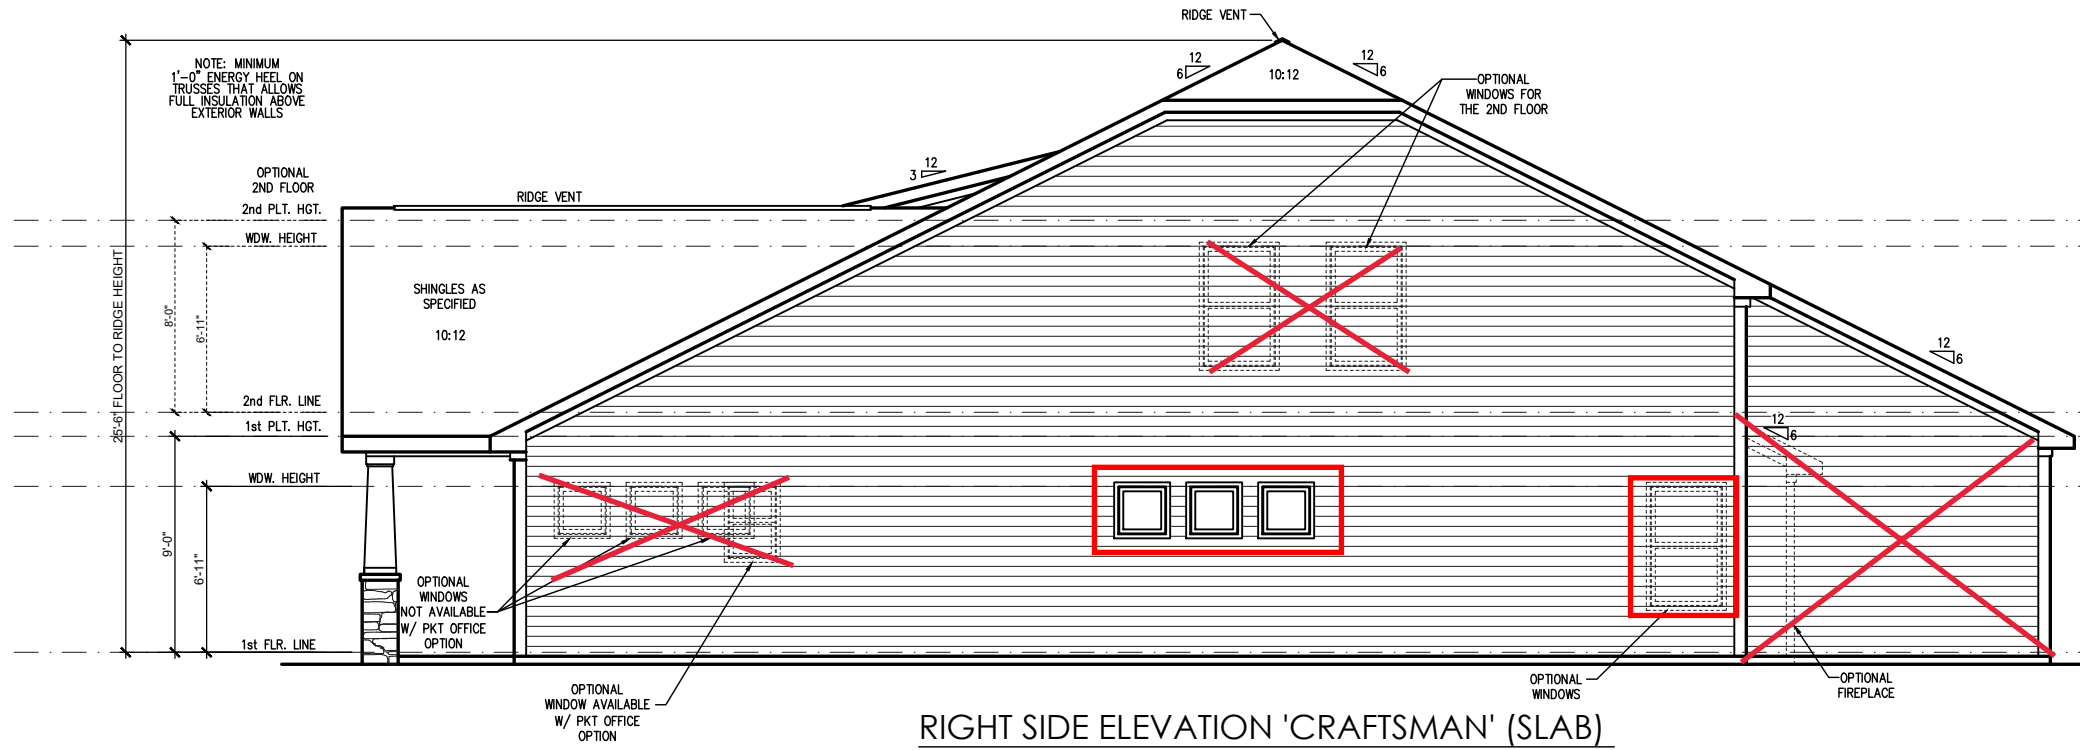 RIDGE VENT
NOTE: MINIMUM
1'-0" ENERGY HEEL ON
TRUSSES THAT ALLOWS
FULL INSULATION ABOVE
EXTERIOR WALLS
12
6
10:12
12
6
OPTIONAL
WINDOWS FOR
THE 2ND FLOOR
OPTIONAL
2ND FLOOR
12
3
RIDGE VENT
2nd PLT. HGT.
WDW. HEIGHT
25'-6" FLOOR TO RIDGE HEIGHT
8'-0"
6'-11"
SHINGLES AS
SPECIFIED
10:12
12
6
2nd FLR. LINE
1st PLT. HGT.
12
6
WDW. HEIGHT
9'-0"
6'-11"
OPTIONAL
WINDOWS
NOT AVAILABLE
W/ PKT OFFICE
OPTION
1st FLR. LINE
OPTIONAL
WINDOW AVAILABLE
W/ PKT OFFICE
OPTION
OPTIONAL
WINDOWS
OPTIONAL
FIREPLACE
RIGHT SIDE ELEVATION 'CRAFTSMAN' (SLAB)